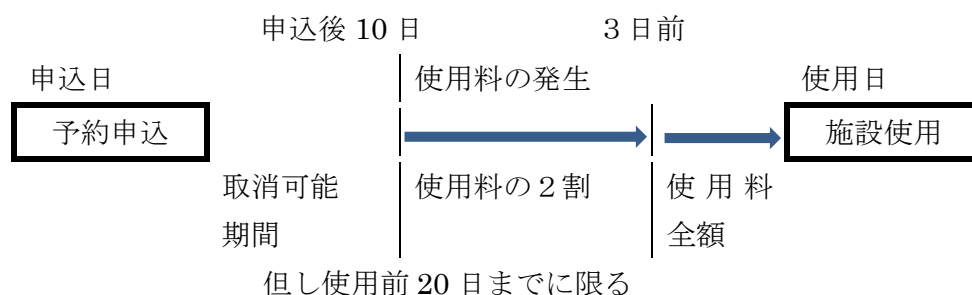 申込後 10 日　３日前
申込日　使用料の発生　使用日
予約申込　施設使用
取消可能　使用料の２割　使 用 料
期間　全額
但し使用前 20 日までに限る